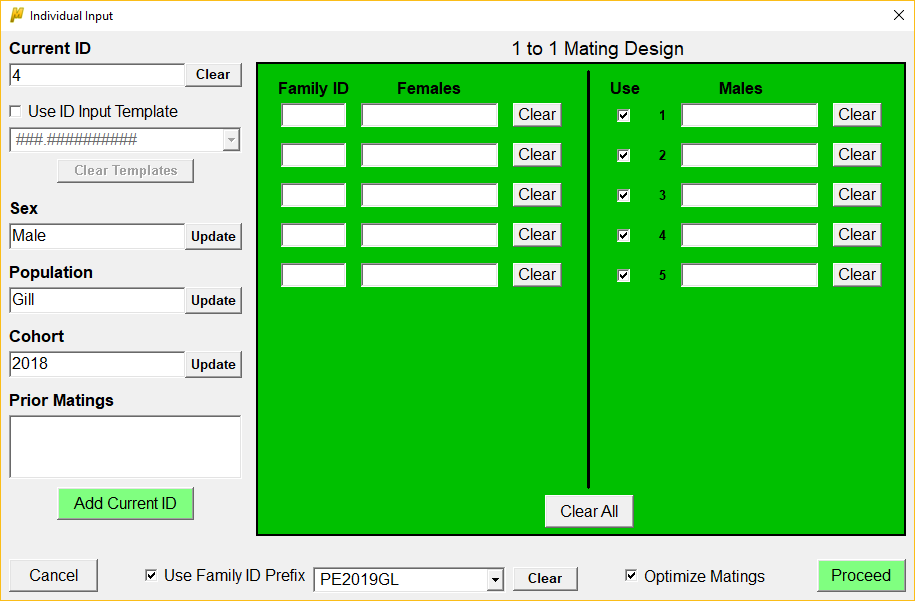 Individual Input
1 to 1 Mating Design
Current ID
4 Clear
Use ID Input Template
###.###########
Clear Templates
Sex
Male Update
Population
Gill Update
Cohort
2018 Update
Prior Matings
Add Current ID
Family ID Females Use Males
Clear 1 Clear
Clear 2 Clear
Clear 3 Clear
Clear 4 Clear
Clear 5 Clear
Clear All
Cancel Use Family ID Prefix PE2019GL Clear Optimize Matings Proceed